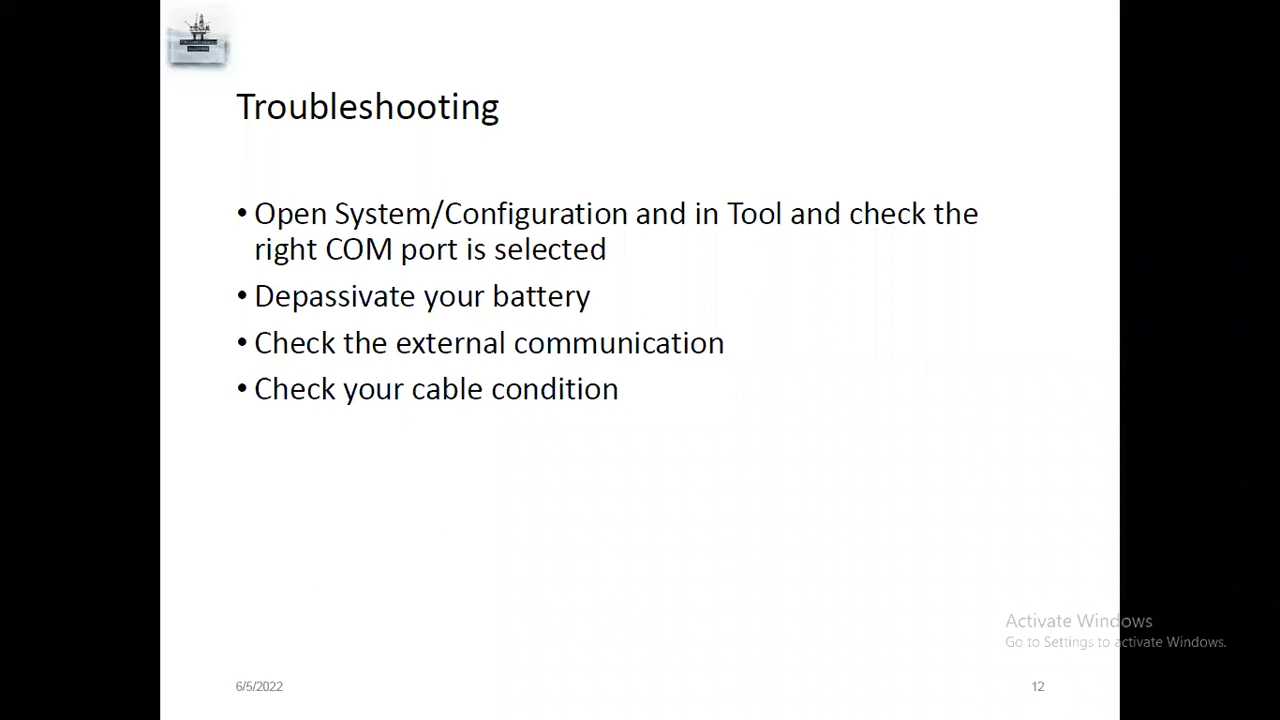 Troubleshooting
• Open System/Configuration and in Tool and check the
right COM port is selected
• Depassivate your battery
• Check the external communication
• Check your cable condition
Activate Windows
Go to Settings to activate Windows.
6/5/2022
12